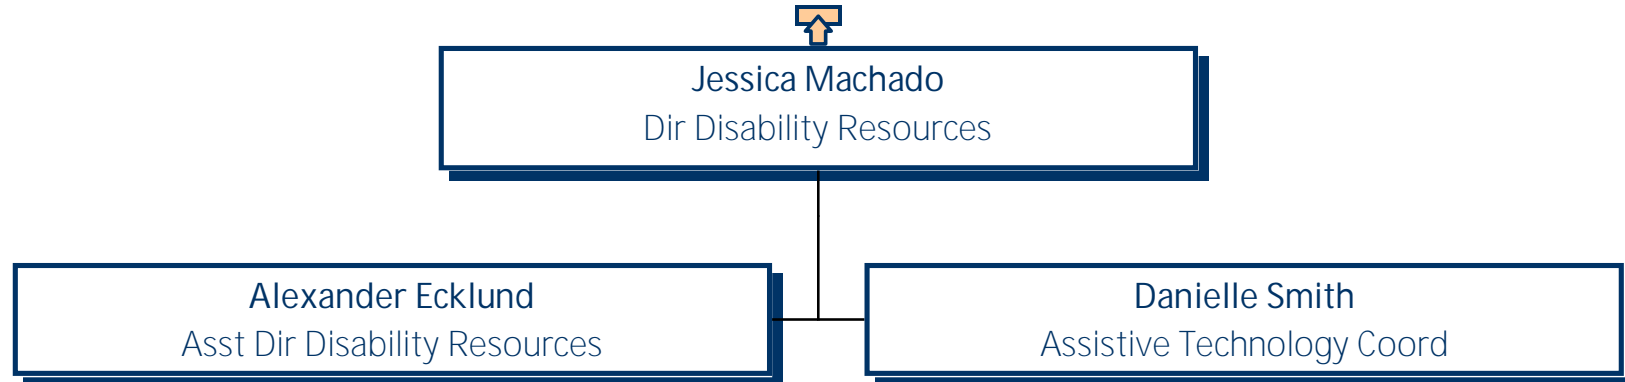 Jessica Machado
Dir Disability Resources
Alexander Ecklund
Asst Dir Disability Resources
Danielle Smith
Assistive Technology Coord